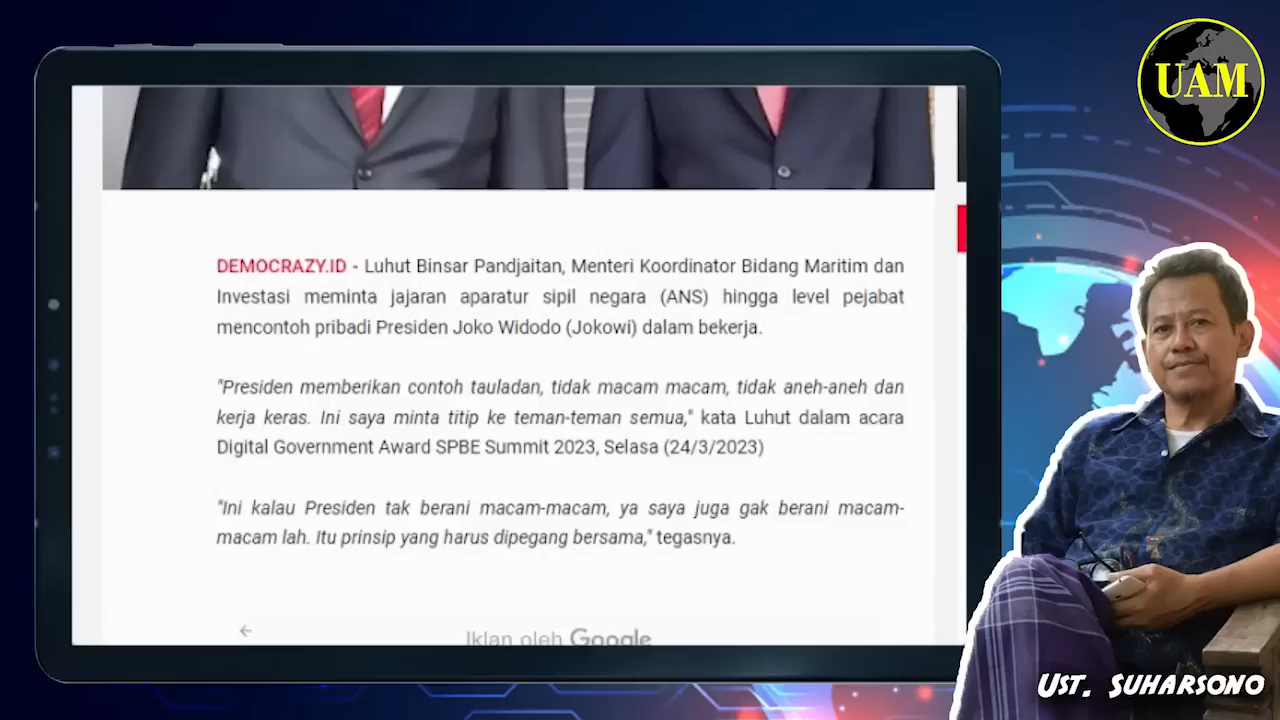 UAM
DEMOCRAZY.ID - Luhut Binsar Pandjaitan, Menteri Koordinator Bidang Maritim dan
Investasi meminta jajaran aparatur sipil negara (ANS) hingga level pejabat
mencontoh pribadi Presiden Joko Widodo (Jokowi) dalam bekerja.
"Presiden memberikan contoh tauladan, tidak macam macam, tidak aneh-aneh dan
kerja keras. Ini saya minta titip ke teman-teman semua," kata Luhut dalam acara
Digital Government Award SPBE Summit 2023, Selasa (24/3/2023)
"Ini kalau Presiden tak berani macam-macam, ya saya juga gak berani macam-
macam lah. Itu prinsip yang harus dipegang bersama," tegasnya.
Iklan oleh Google
UST. SUHARSONO